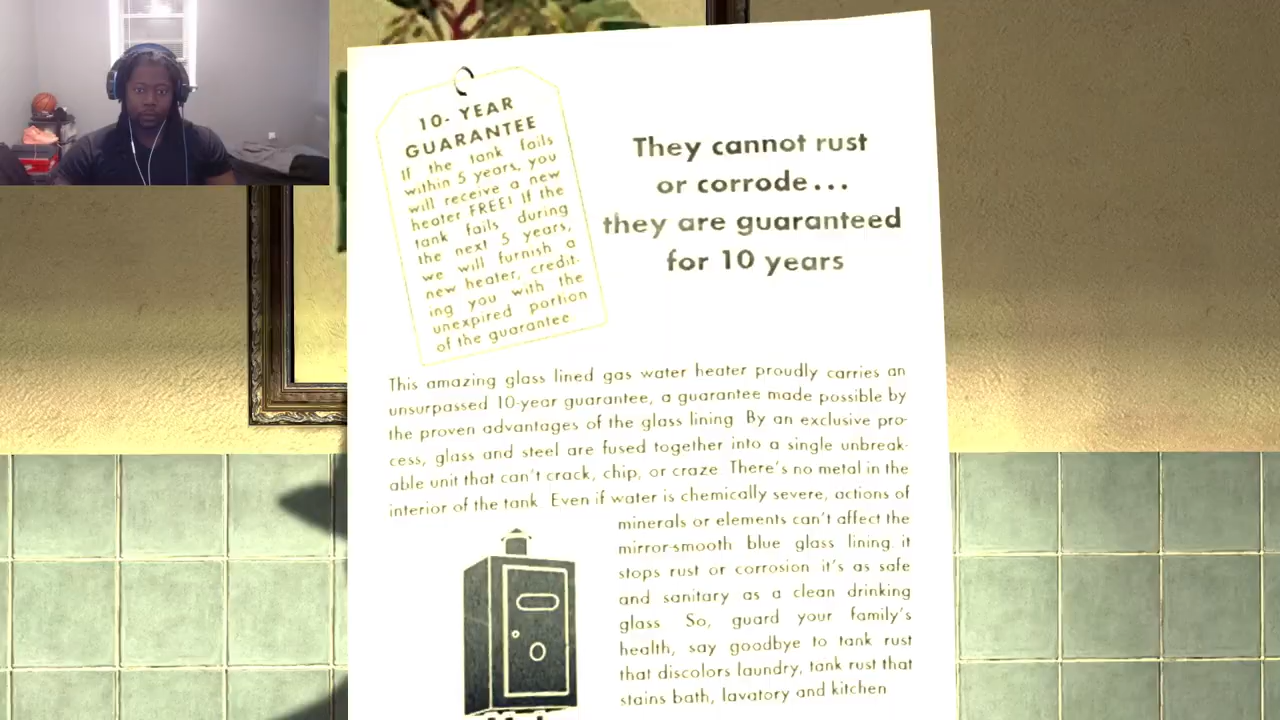 10- YEAR
GUARANTEE
If the tank fails
within 5 years, you
will receive a new
heater FREE! If the
tank fails during
the next 5 years,
we will furnish a
new heater, credit-
ing you with the
unexpired portion
of the guarantee
They cannot rust
or corrode...
they are guaranteed
for 10 years
This amazing glass lined gas water heater proudly carries an
unsurpassed 10-year guarantee, a guarantee made possible by
the proven advantages of the glass lining. By an exclusive pro-
cess, glass and steel are fused together into a single unbreak-
able unit that can't crack, chip, or craze. There's no metal in the
interior of the tank. Even if water is chemically severe, actions of
minerals or elements can't affect the
mirror-smooth blue glass lining, it
stops rust or corrosion it's as safe
and sanitary as a clean drinking
glass. So, guard your family's
health, say goodbye to tank rust
that discolors laundry, tank rust that
stains bath, lavatory and kitchen